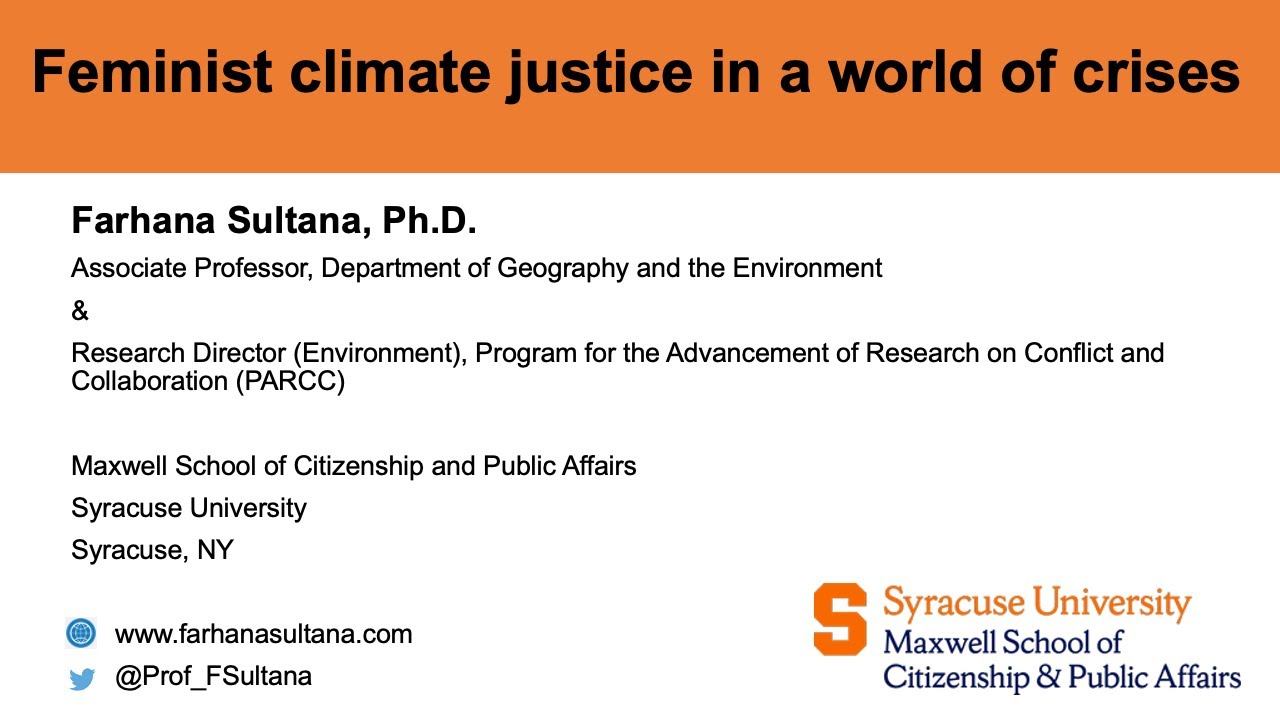 Feminist climate justice in a world of crises
Farhana Sultana, Ph.D.
Associate Professor, Department of Geography and the Environment
&
Research Director (Environment), Program for the Advancement of Research on Conflict and
Collaboration (PARCC)
Maxwell School of Citizenship and Public Affairs
Syracuse University
Syracuse, NY
www.farhanasultana.com
@Prof_FSultana
S
Syracuse University
Maxwell School of
Citizenship & Public Affairs